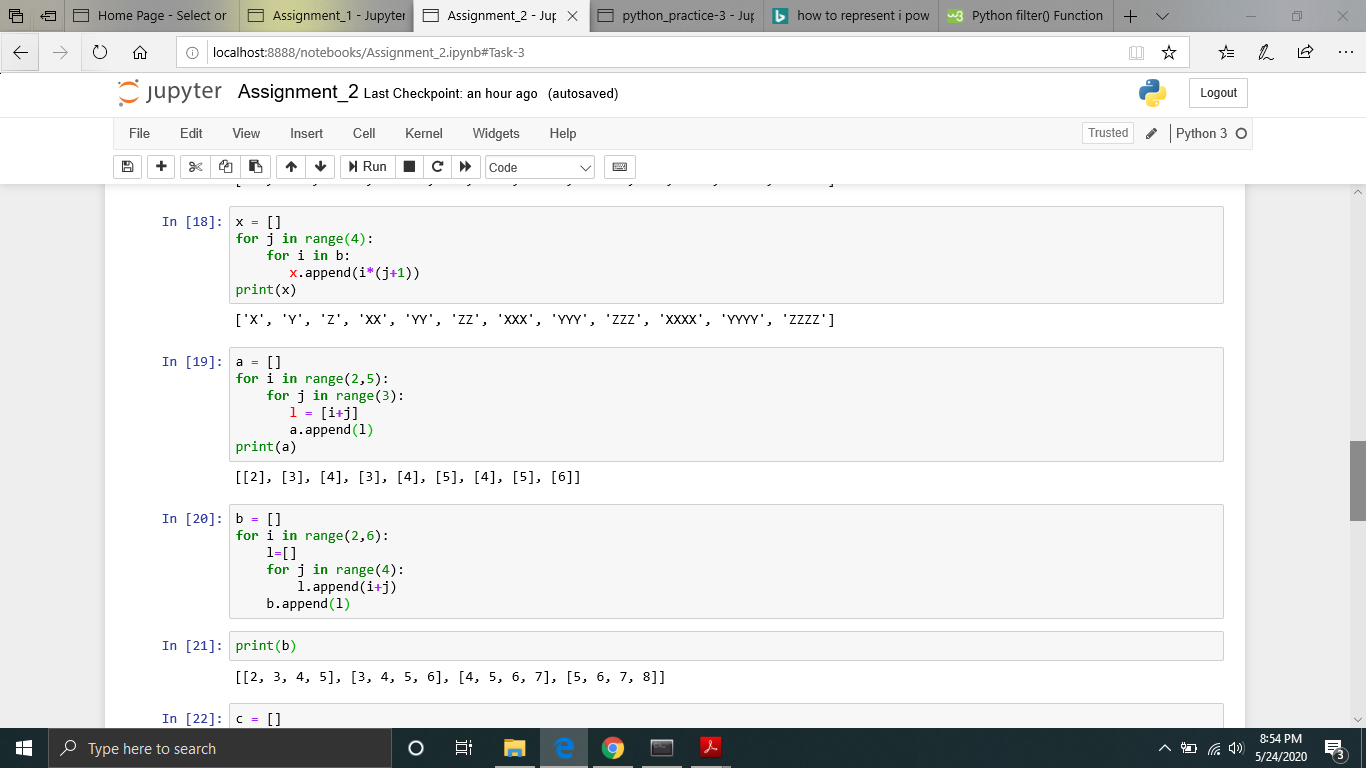 Home Page - Select or
Assignment_1 - Jupyter
Assignment_2 - Jup
python_practice-3 - Jup
how to represent i pow
Python filter() Function
localhost:8888/notebooks/Assignment_2.ipynb#Task-3
jupyter Assignment_2 Last Checkpoint: an hour ago (autosaved)
Logout
File Edit View Insert Cell Kernel Widgets Help
Trusted Python 3
Run Code
In [18]: x = []
for j in range(4):
    for i in b:
       x.append(i*(j+1))
print(x)
['X', 'Y', 'Z', 'XX', 'YY', 'ZZ', 'XXX', 'YYY', 'ZZZ', 'XXXX', 'YYYY', 'ZZZZ']
In [19]: a = []
for i in range(2,5):
    for j in range(3):
       l = [i+j]
       a.append(l)
print(a)
[[2], [3], [4], [3], [4], [5], [4], [5], [6]]
In [20]: b = []
for i in range(2,6):
    l=[]
    for j in range(4):
        l.append(i+j)
    b.append(l)
In [21]: print(b)
[[2, 3, 4, 5], [3, 4, 5, 6], [4, 5, 6, 7], [5, 6, 7, 8]]
In [22]: c = []
Type here to search
8:54 PM
5/24/2020
3